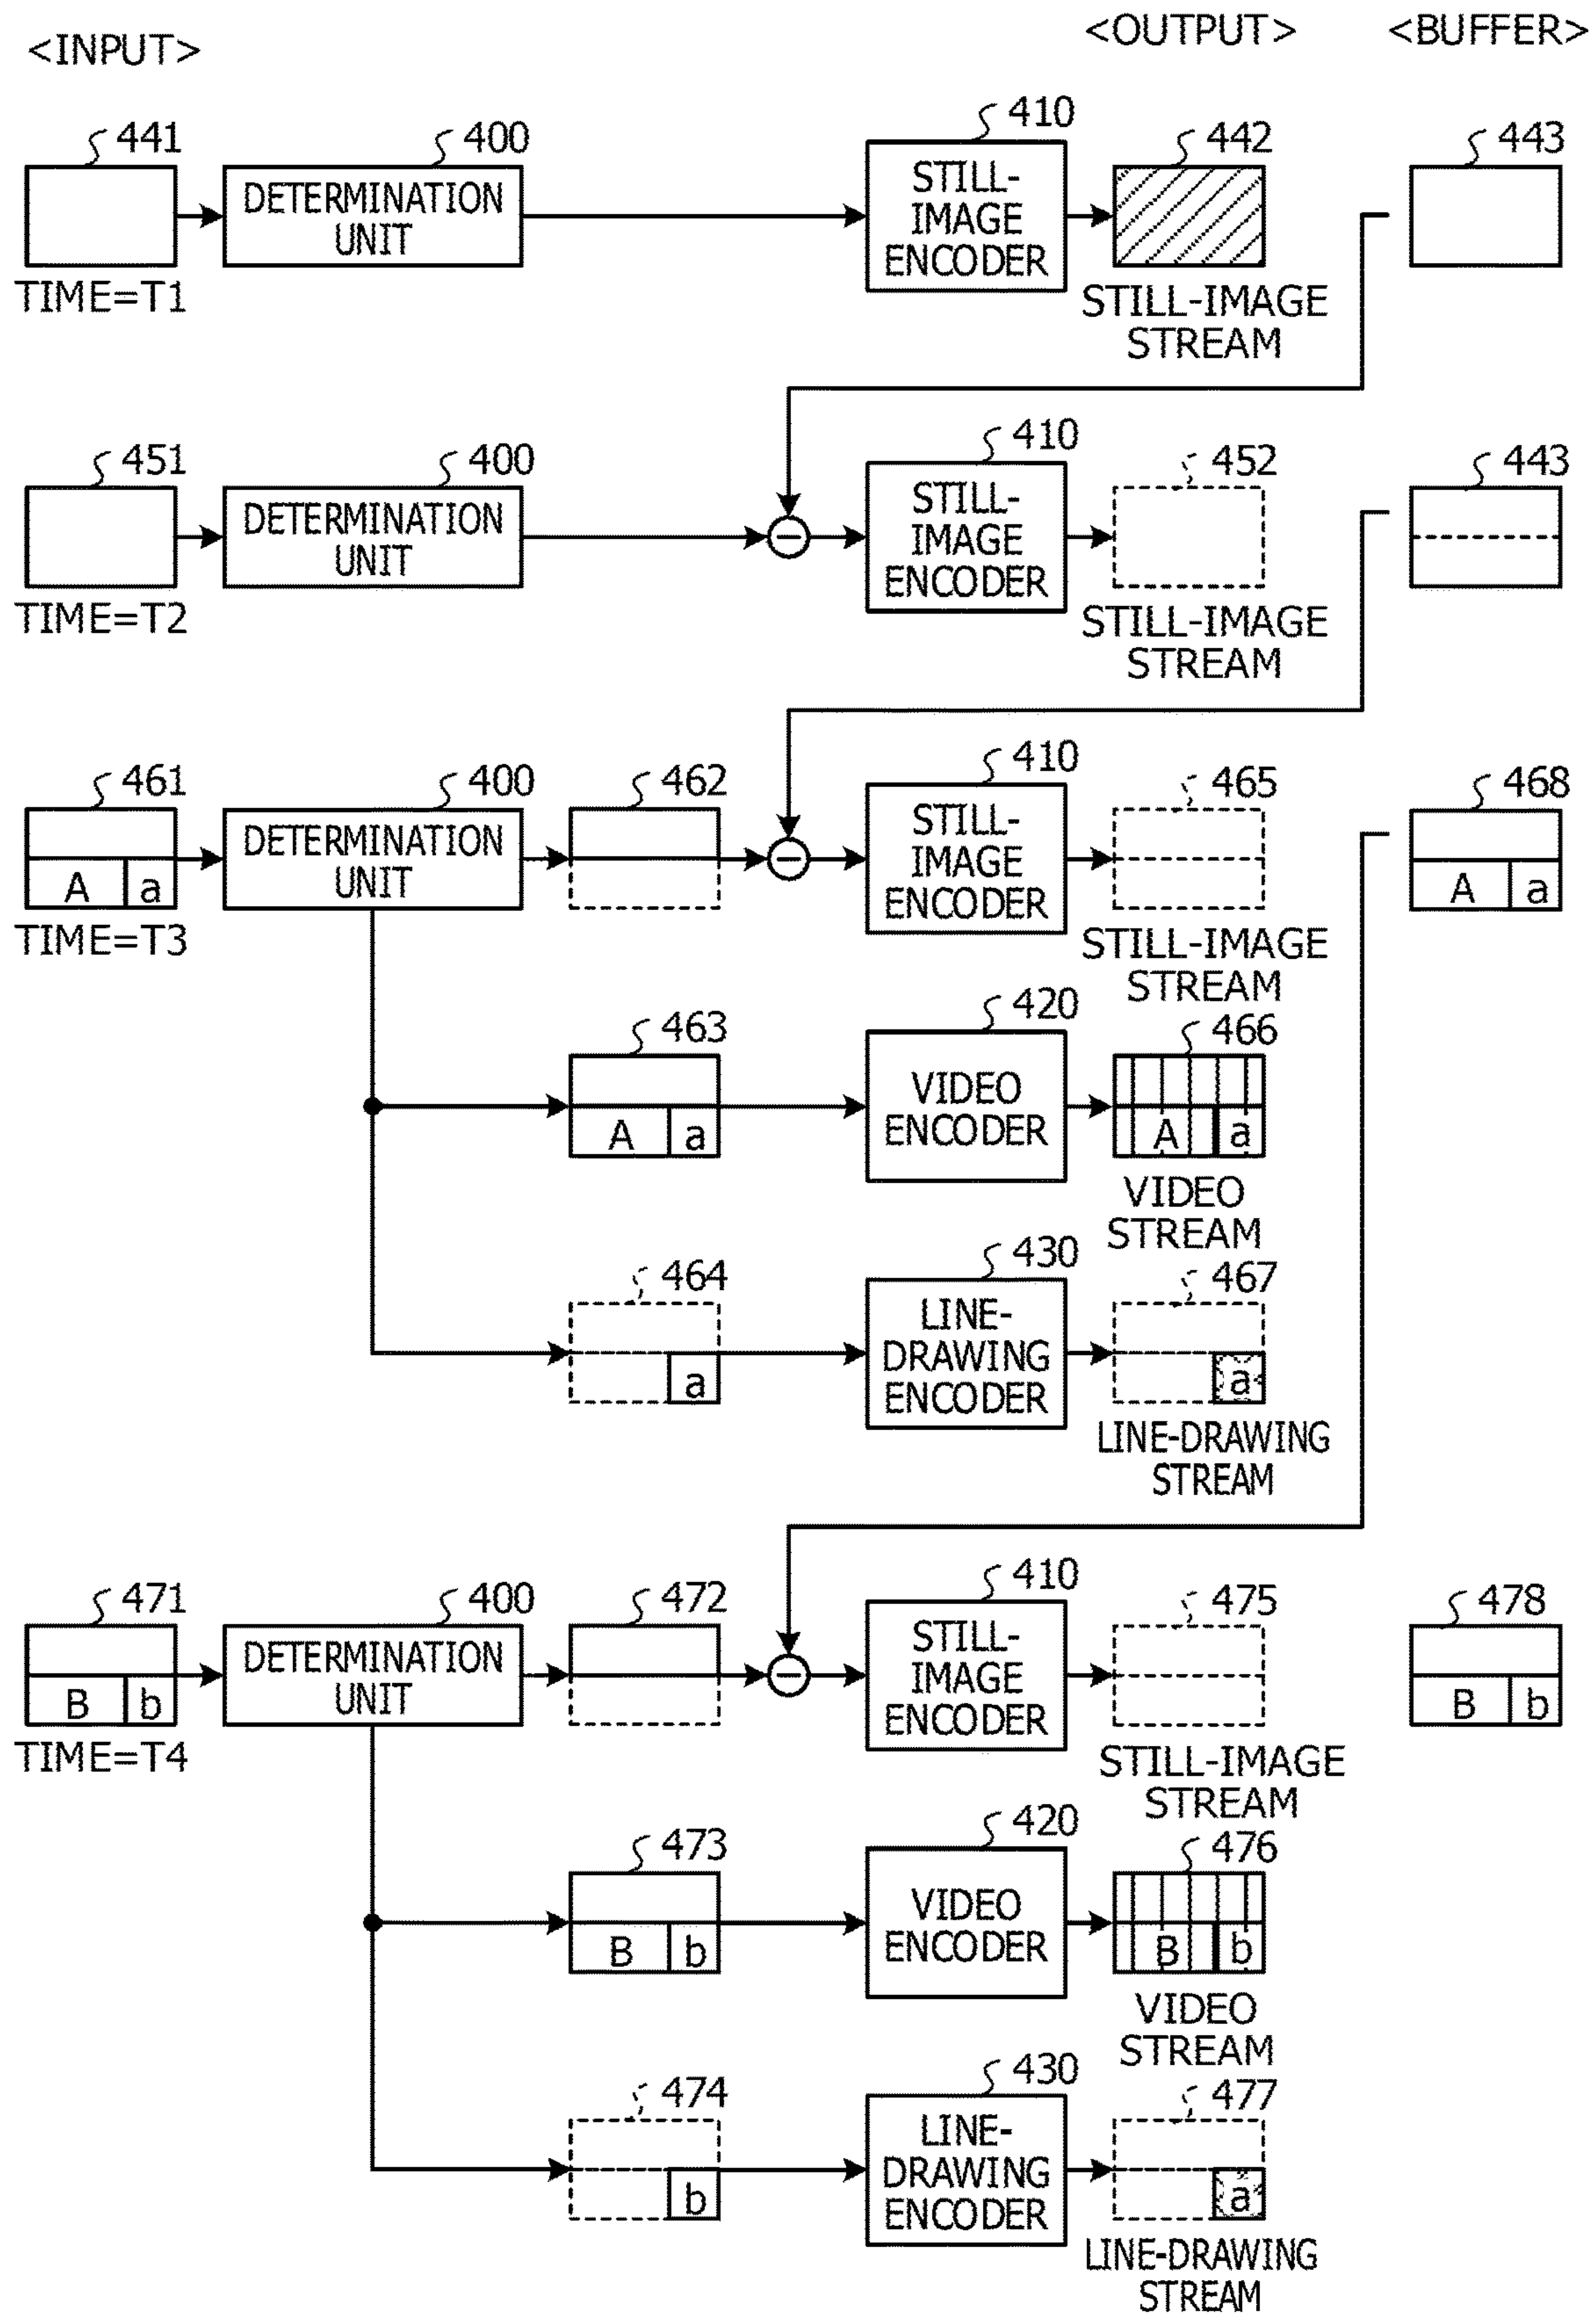 <INPUT>
<OUTPUT>
<BUFFER>
441
400
410
442
443
DETERMINATION
UNIT
STILL-
IMAGE
ENCODER
TIME=T1
STILL-IMAGE
STREAM
451
400
410
452
443
DETERMINATION
UNIT
STILL-
IMAGE
ENCODER
TIME=T2
STILL-IMAGE
STREAM
461
400
462
410
465
468
A a
DETERMINATION
UNIT
STILL-
IMAGE
ENCODER
A a
TIME=T3
STILL-IMAGE
STREAM
463
420
466
A a
VIDEO
ENCODER
A a
VIDEO
STREAM
464
430
467
a
LINE-
DRAWING
ENCODER
a
LINE-DRAWING
STREAM
471
400
472
410
475
478
B b
DETERMINATION
UNIT
STILL-
IMAGE
ENCODER
B b
TIME=T4
STILL-IMAGE
STREAM
473
420
476
B b
VIDEO
ENCODER
B b
VIDEO
STREAM
474
430
477
b
LINE-
DRAWING
ENCODER
a
LINE-DRAWING
STREAM